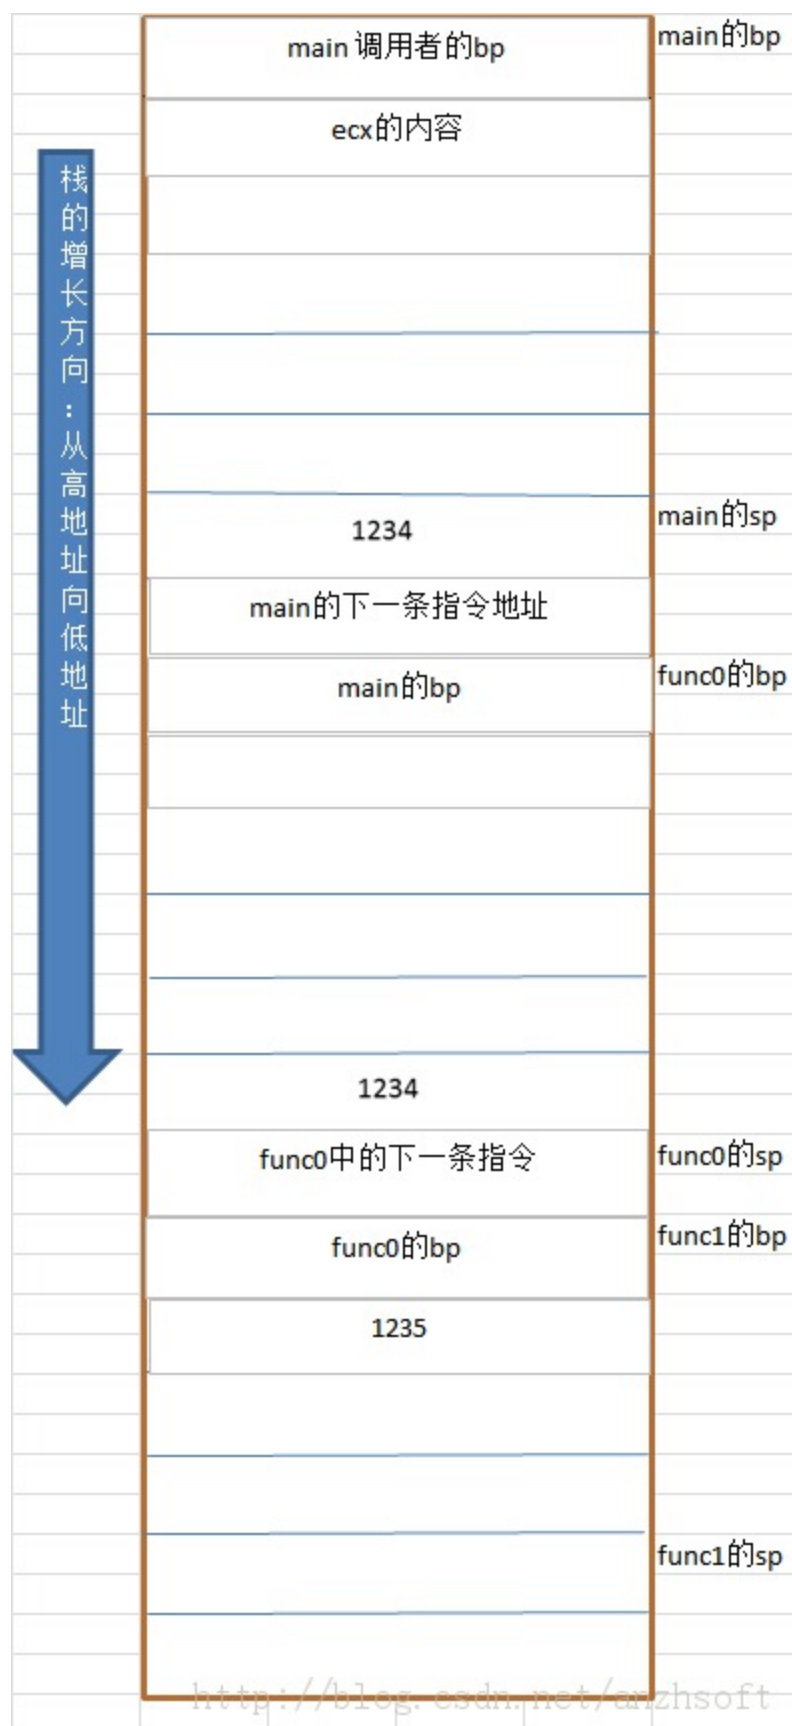 main 调用者的bp
main的bp
ecx的内容
栈的增长方向：从高地址向低地址
1234
main的sp
main的下一条指令地址
main的bp
func0的bp
1234
func0中的下一条指令
func0的sp
func0的bp
func1的bp
1235
func1的sp
http://blog.csdn.net/anzhsoft